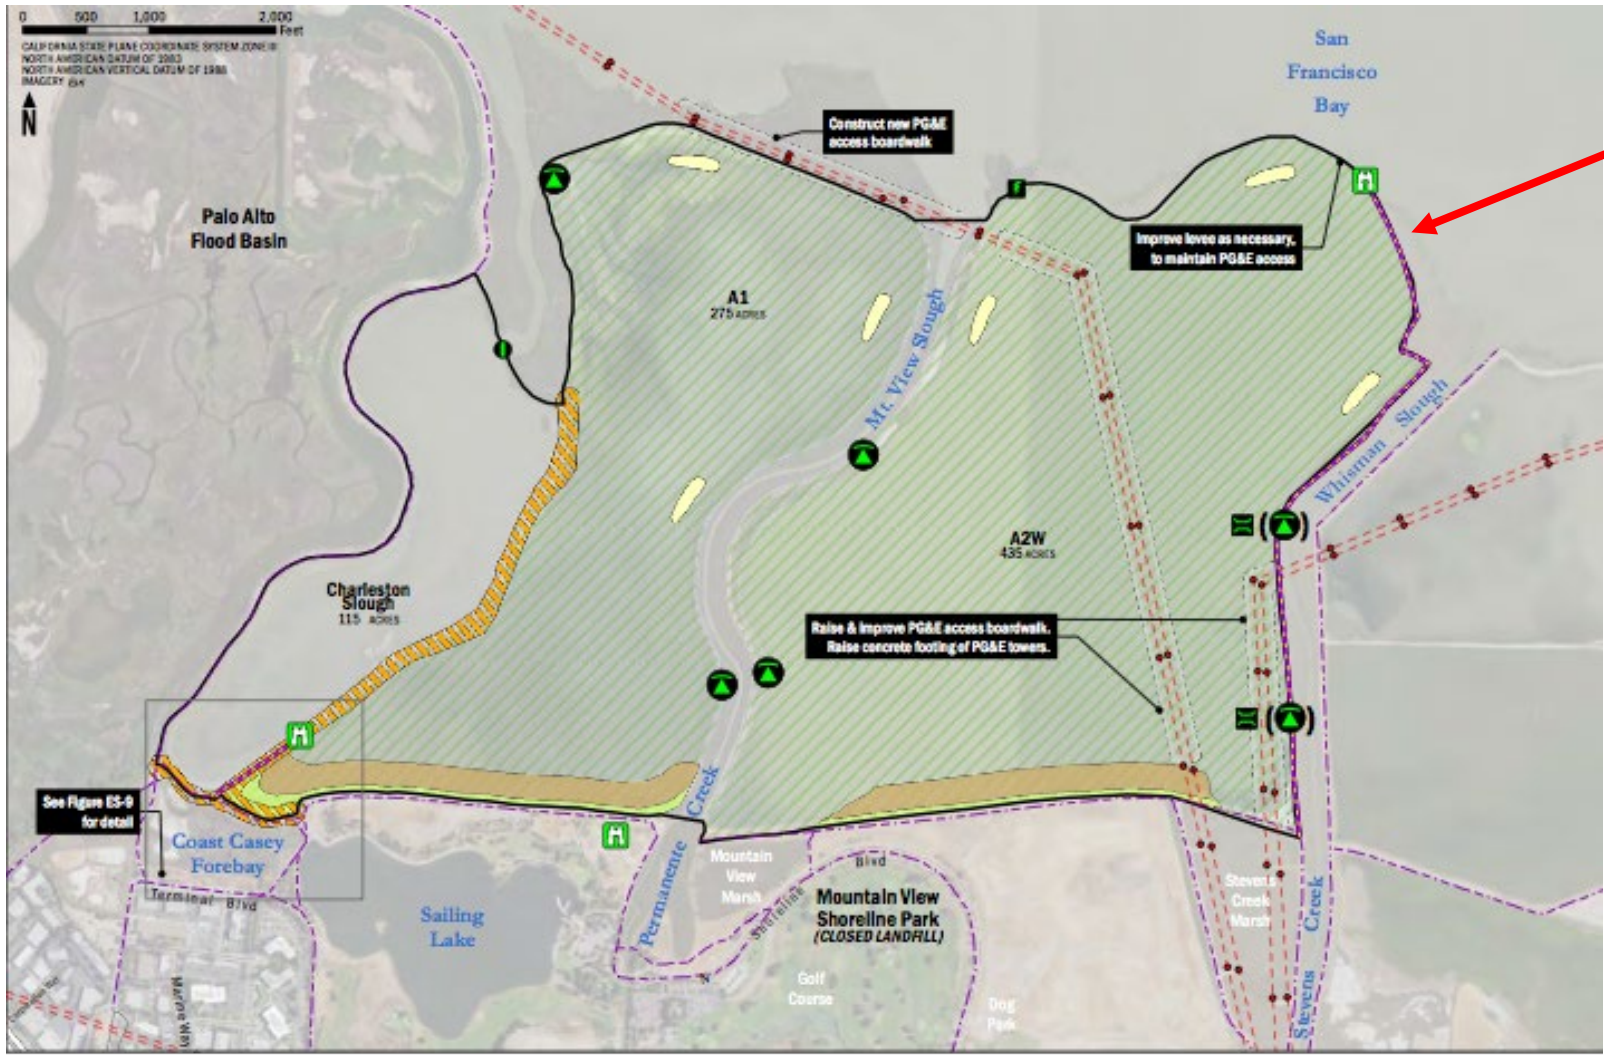 0 500 1,000 2,000
Feet
CALIFORNIA STATE PLANE COORDINATE SYSTEM ZONE III
NORTH AMERICAN DATUM OF 1983
NORTH AMERICAN VERTICAL DATUM OF 1988
IMAGERY Esri
N
San
Francisco
Bay
Construct new PG&E
access boardwalk
Palo Alto
Flood Basin
Improve levee as necessary,
to maintain PG&E access
A1
275 ACRES
Mt. View Slough
Whisman Slough
A2W
435 ACRES
Charleston
Slough
115 ACRES
Raise & improve PG&E access boardwalk.
Raise concrete footing of PG&E towers.
See Figure ES-9
for detail
Coast Casey
Forebay
Terminal Blvd
Sailing
Lake
Permanente Creek
Mountain
View
Marsh
Shoreline Blvd
Mountain View
Shoreline Park
(CLOSED LANDFILL)
Stevens
Creek
Marsh
Stevens Creek
Golf
Course
Dog
Park
N
Marine Way